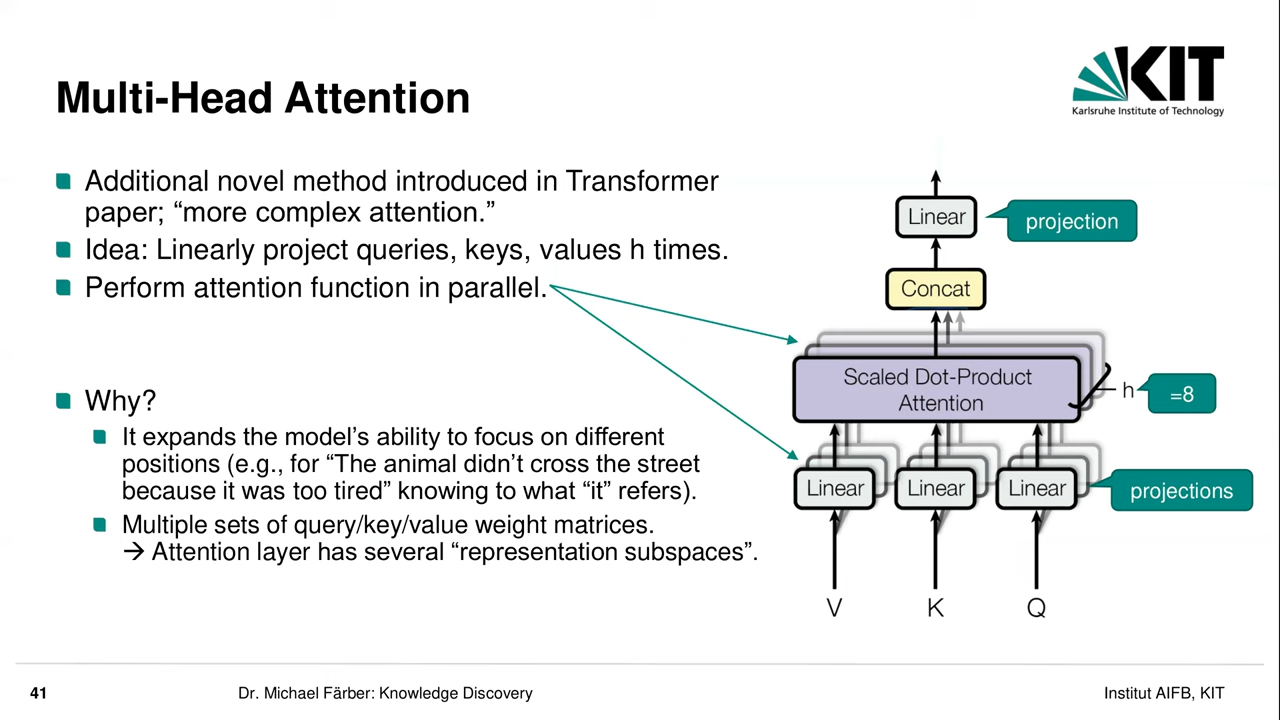 KIT
Karlsruhe Institute of Technology
Multi-Head Attention
Additional novel method introduced in Transformer
paper; “more complex attention.”
Idea: Linearly project queries, keys, values h times.
Perform attention function in parallel.
Why?
It expands the model’s ability to focus on different
positions (e.g., for “The animal didn’t cross the street
because it was too tired” knowing to what “it” refers).
Multiple sets of query/key/value weight matrices.
→ Attention layer has several “representation subspaces”.
Linear
projection
Concat
Scaled Dot-Product
Attention
h
=8
Linear
Linear
Linear
projections
V
K
Q
41
Dr. Michael Färber: Knowledge Discovery
Institut AIFB, KIT